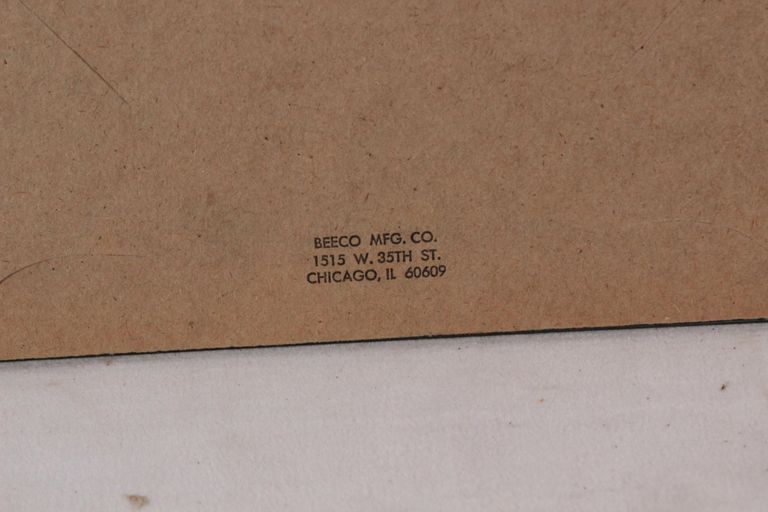 BEECO MFG. CO.
1515 W. 35TH ST.
CHICAGO, IL 60609